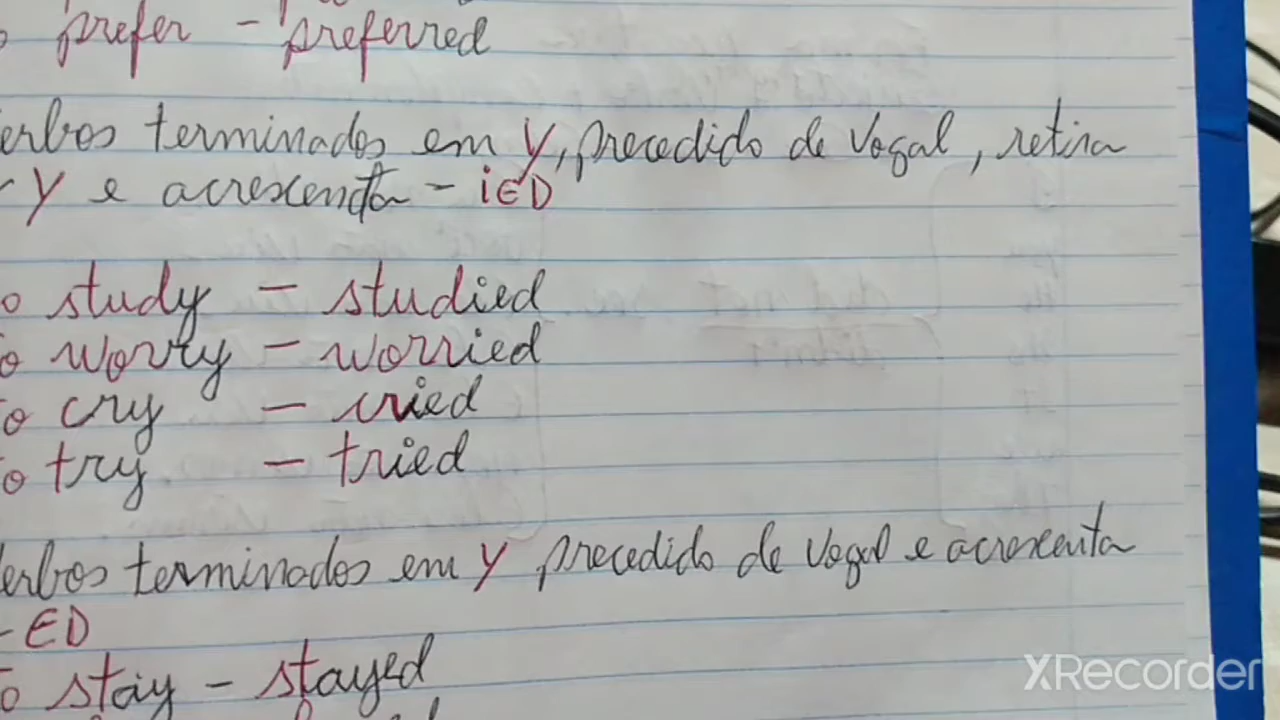 o prefer - preferred
erbos terminados em y, precedido de vogal, retira
- y e acrescenta - iED
o study - studied
o worry - worried
o cry - cried
o try - tried
erbos terminados em y precedido de vogal e acrescenta
- ED
o stay - stayed
XRecorder